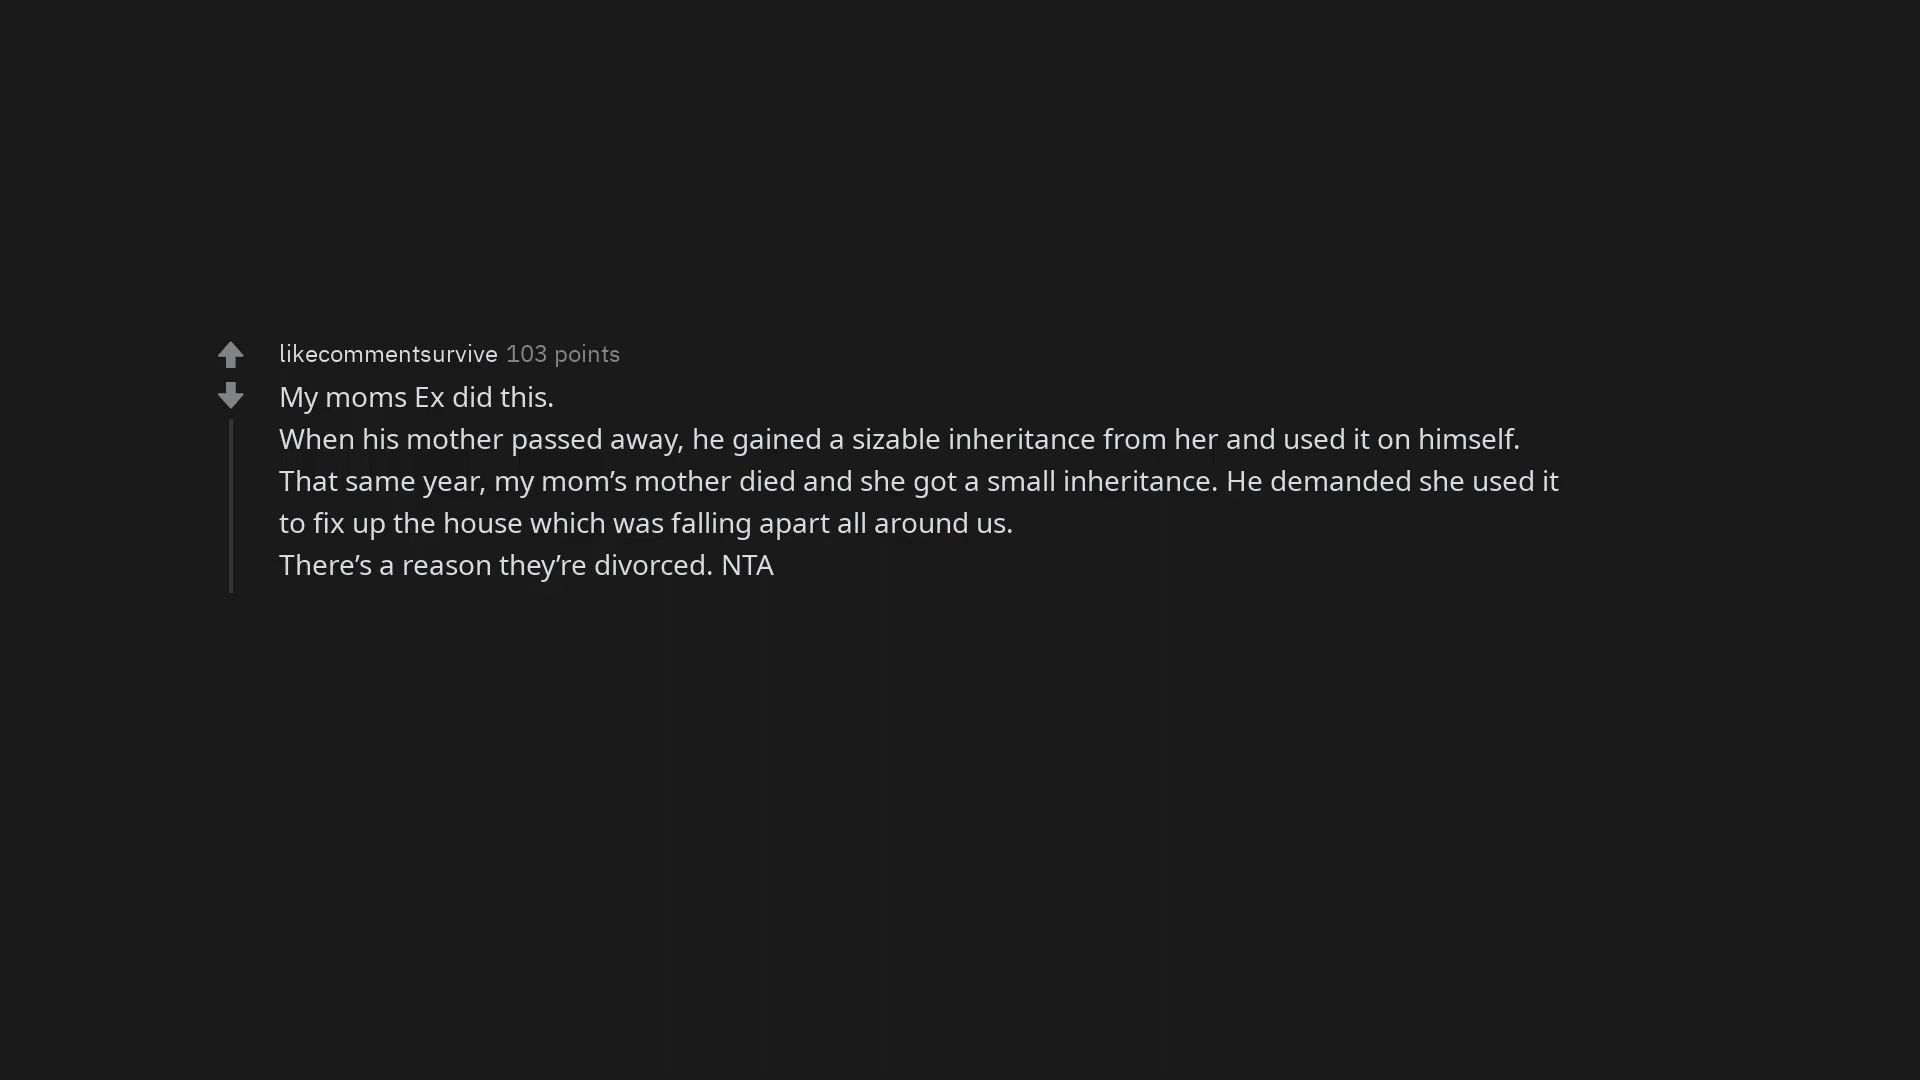 likecommentsurvive 103 points
My moms Ex did this.
When his mother passed away, he gained a sizable inheritance from her and used it on himself.
That same year, my mom’s mother died and she got a small inheritance. He demanded she used it
to fix up the house which was falling apart all around us.
There’s a reason they’re divorced. NTA